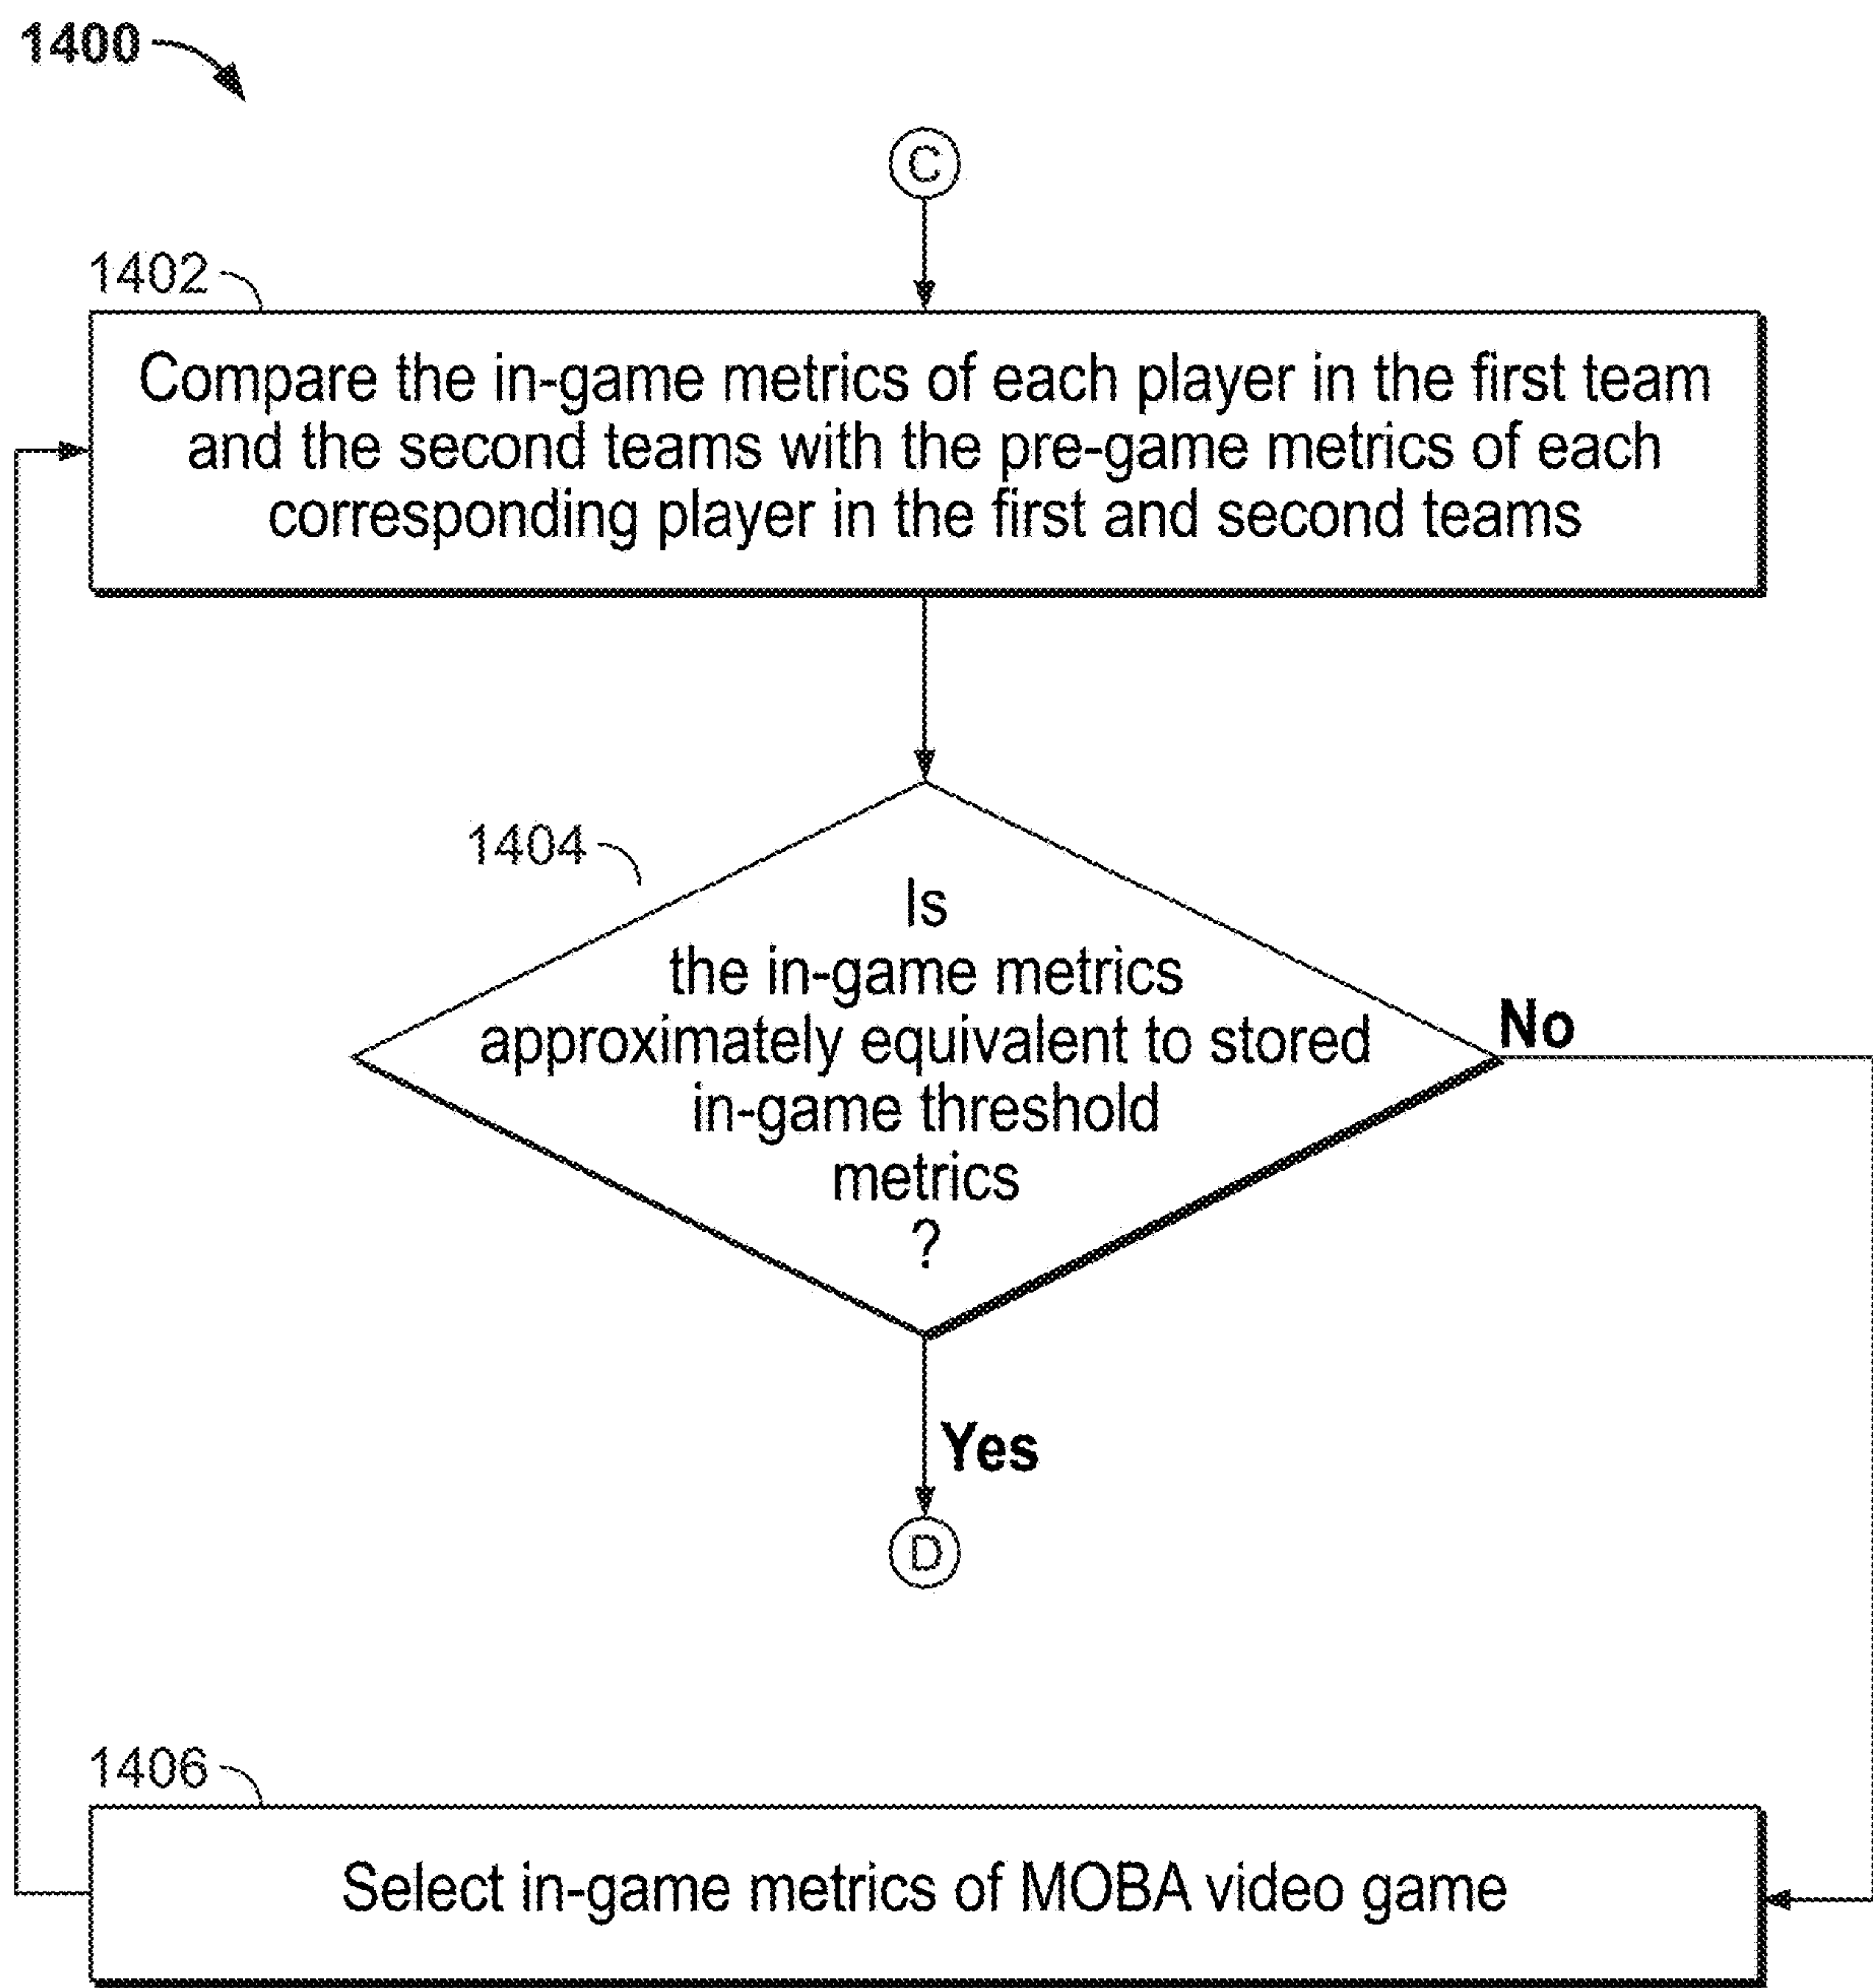 1400
C
1402
Compare the in-game metrics of each player in the first team
and the second teams with the pre-game metrics of each
corresponding player in the first and second teams
1404
Is
the in-game metrics
approximately equivalent to stored
in-game threshold
metrics
?
No
Yes
D
1406
Select in-game metrics of MOBA video game